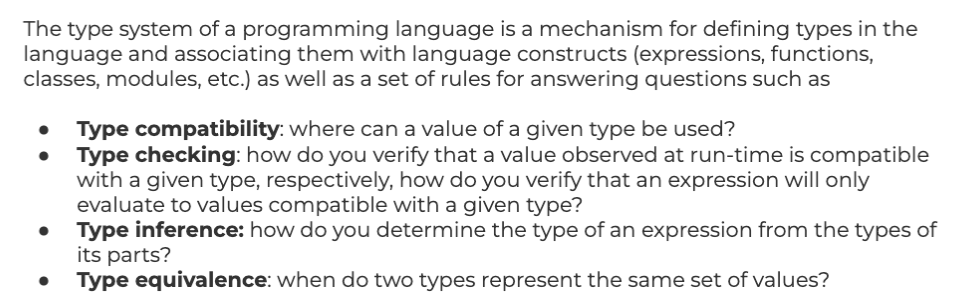 The type system of a programming language is a mechanism for defining types in the
language and associating them with language constructs (expressions, functions,
classes, modules, etc.) as well as a set of rules for answering questions such as
● Type compatibility: where can a value of a given type be used?
● Type checking: how do you verify that a value observed at run-time is compatible
with a given type, respectively, how do you verify that an expression will only
evaluate to values compatible with a given type?
● Type inference: how do you determine the type of an expression from the types of
its parts?
● Type equivalence: when do two types represent the same set of values?